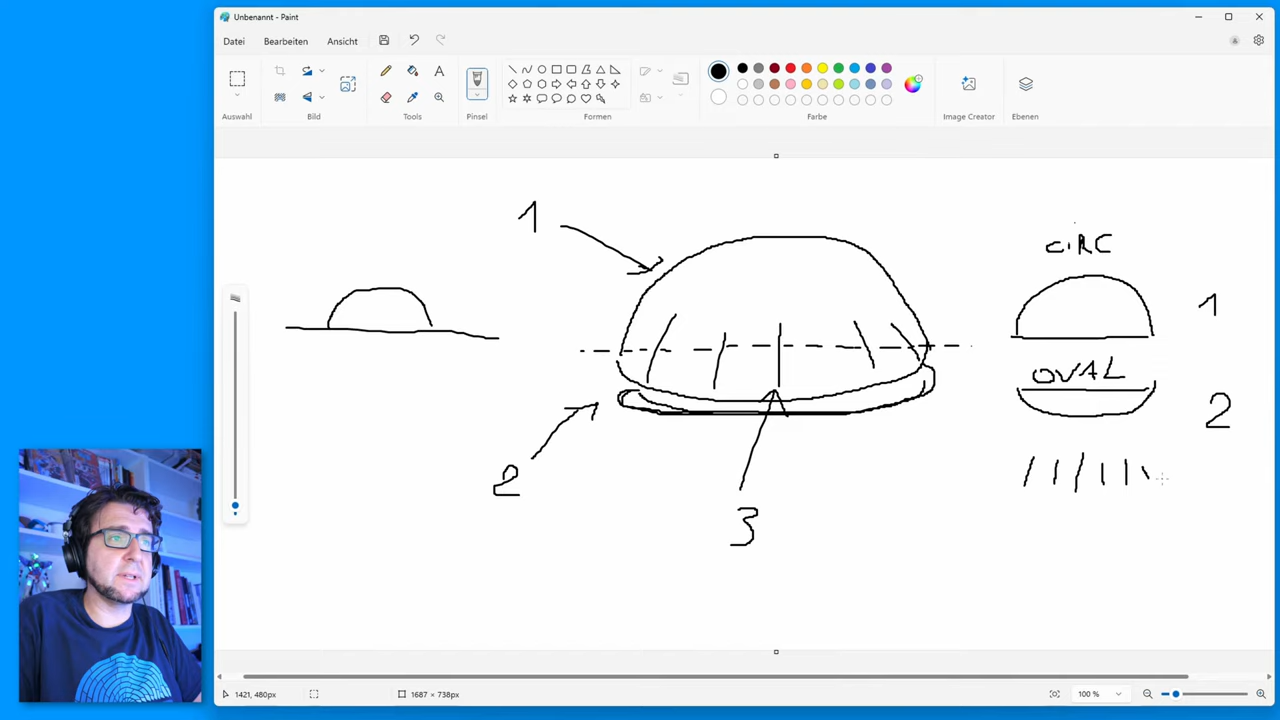 Unbenannt - Paint
Datei Bearbeiten Ansicht
Auswahl Bild Tools Pinsel Formen Farbe Image Creator Ebenen
1
CIRC
1
OVAL
2
2
3
1421, 480px 1687 × 738px 100 %